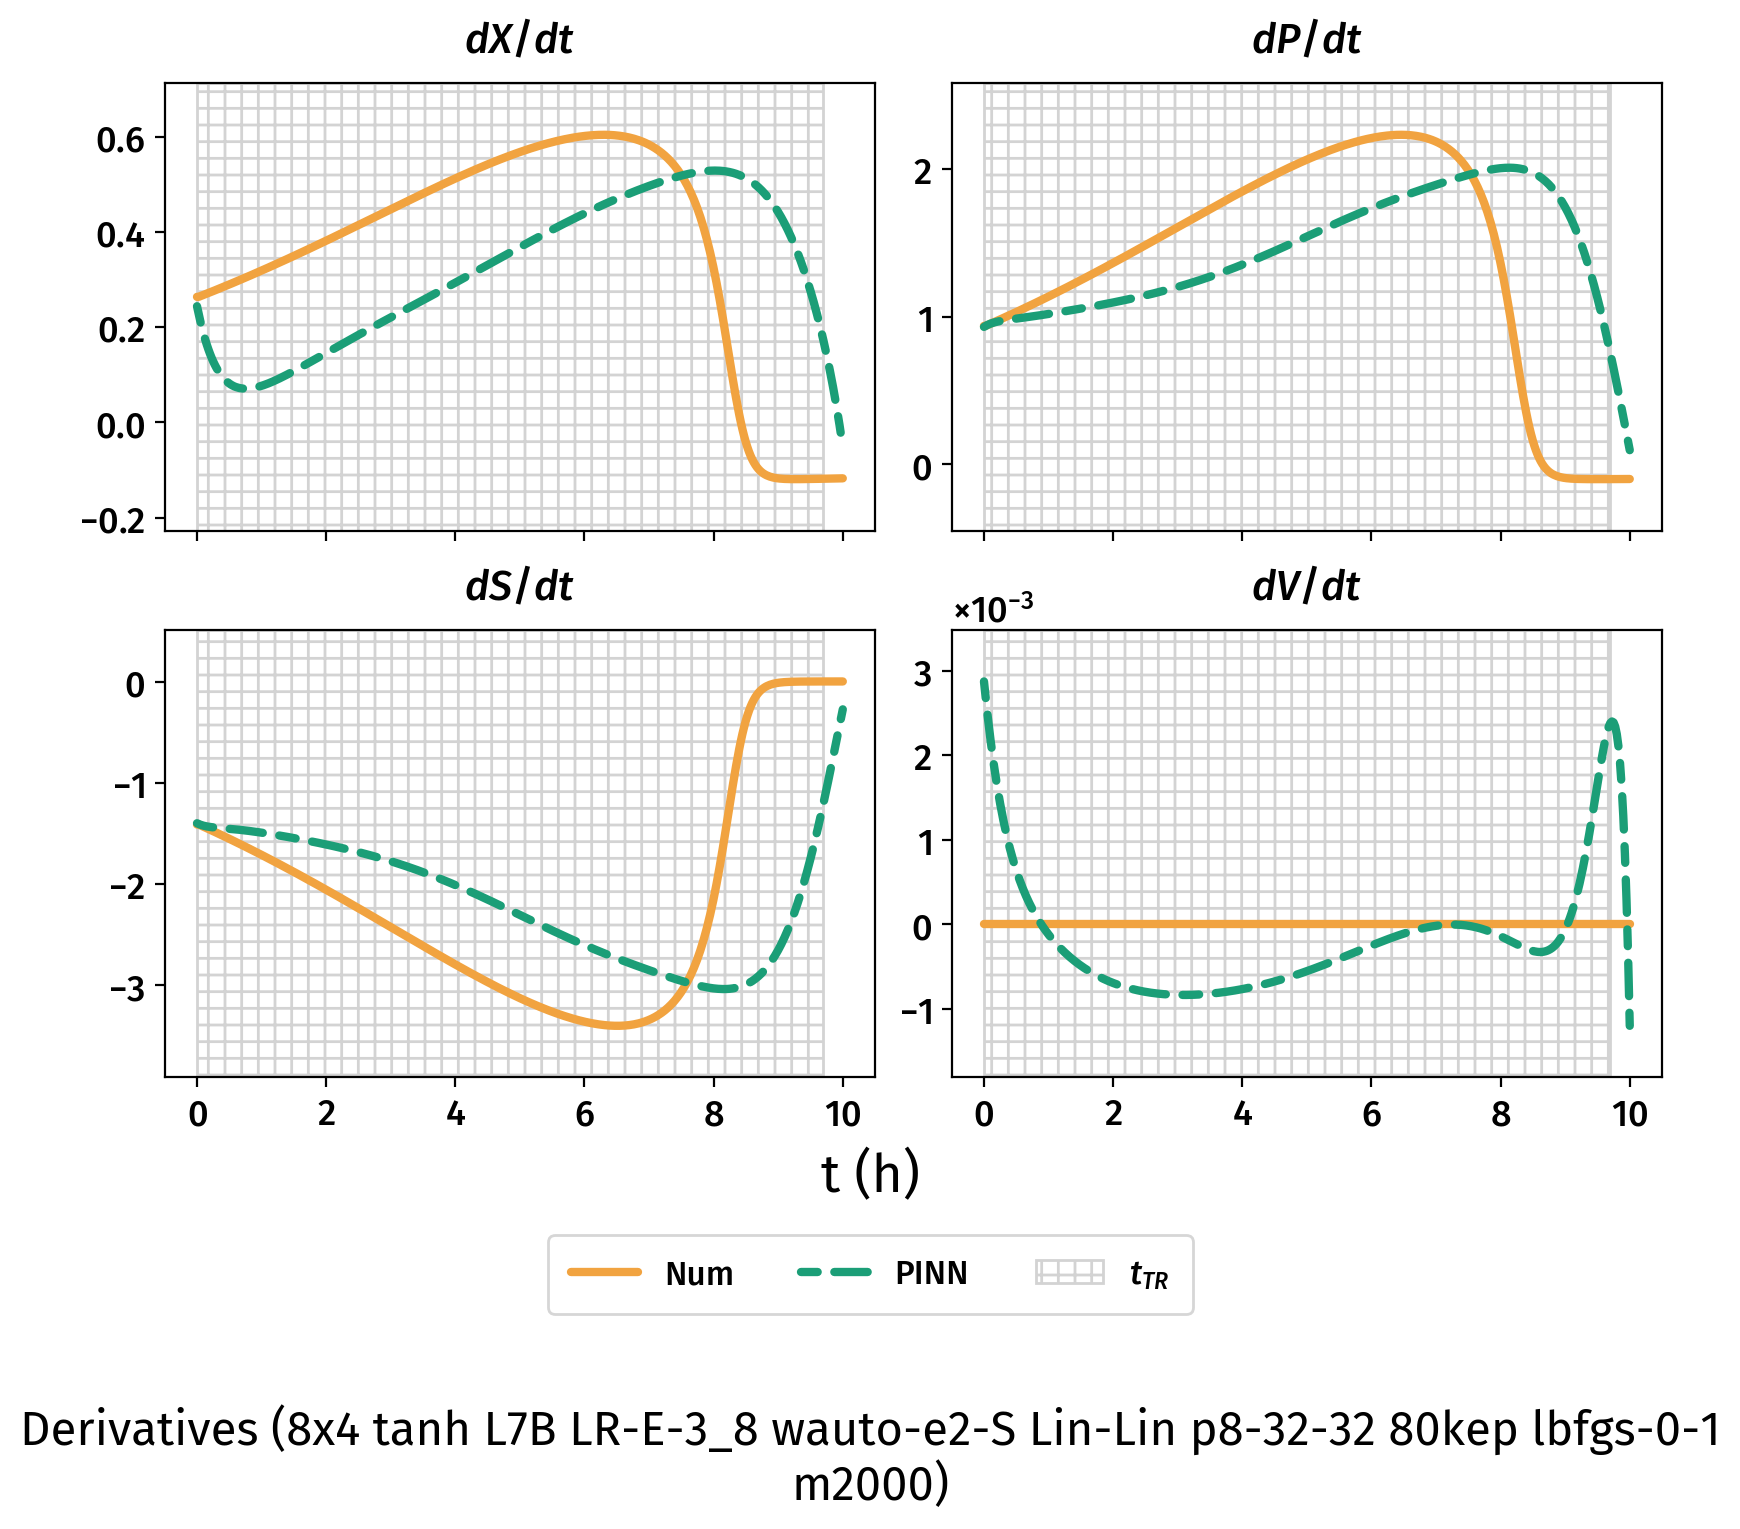 dX/dt
dP/dt
0.6
0.4
0.2
0.0
−0.2
2
1
0
dS/dt
dV/dt
×10⁻³
0
−1
−2
−3
3
2
1
0
−1
0 2 4 6 8 10
0 2 4 6 8 10
t (h)
Num PINN t_TR
Derivatives (8x4 tanh L7B LR-E-3_8 wauto-e2-S Lin-Lin p8-32-32 80kep lbfgs-0-1
m2000)